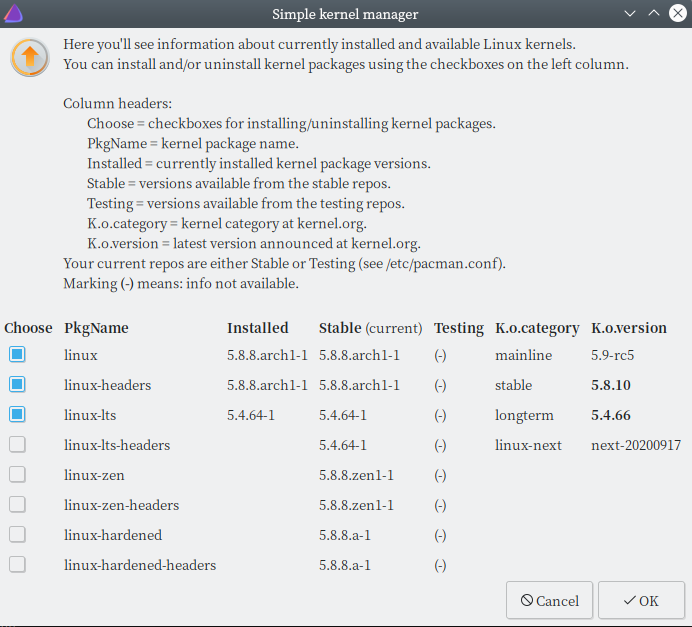 Simple kernel manager
Here you'll see information about currently installed and available Linux kernels.
You can install and/or uninstall kernel packages using the checkboxes on the left column.
Column headers:
Choose = checkboxes for installing/uninstalling kernel packages.
PkgName = kernel package name.
Installed = currently installed kernel package versions.
Stable = versions available from the stable repos.
Testing = versions available from the testing repos.
K.o.category = kernel category at kernel.org.
K.o.version = latest version announced at kernel.org.
Your current repos are either Stable or Testing (see /etc/pacman.conf).
Marking (-) means: info not available.
Choose PkgName Installed Stable (current) Testing K.o.category K.o.version
linux 5.8.8.arch1-1 5.8.8.arch1-1 (-) mainline 5.9-rc5
linux-headers 5.8.8.arch1-1 5.8.8.arch1-1 (-) stable 5.8.10
linux-lts 5.4.64-1 5.4.64-1 (-) longterm 5.4.66
linux-lts-headers 5.4.64-1 (-) linux-next next-20200917
linux-zen 5.8.8.zen1-1 (-)
linux-zen-headers 5.8.8.zen1-1 (-)
linux-hardened 5.8.8.a-1 (-)
linux-hardened-headers 5.8.8.a-1 (-)
Cancel OK